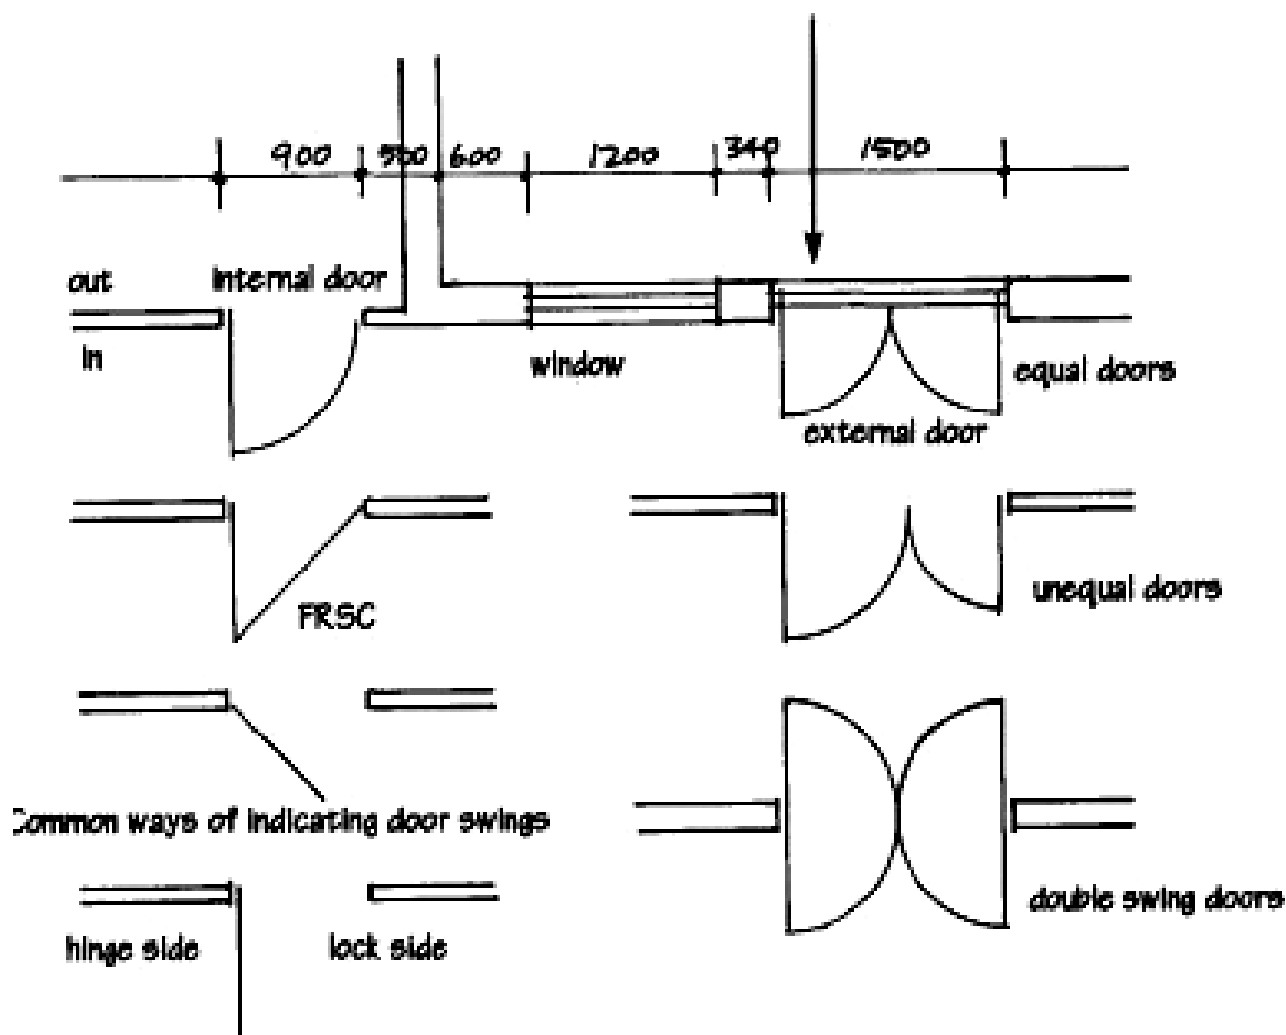 900 600 1200 340 1500
out internal door
in window equal doors
external door
FRSC unequal doors
Common ways of indicating door swings
hinge side lock side double swing doors